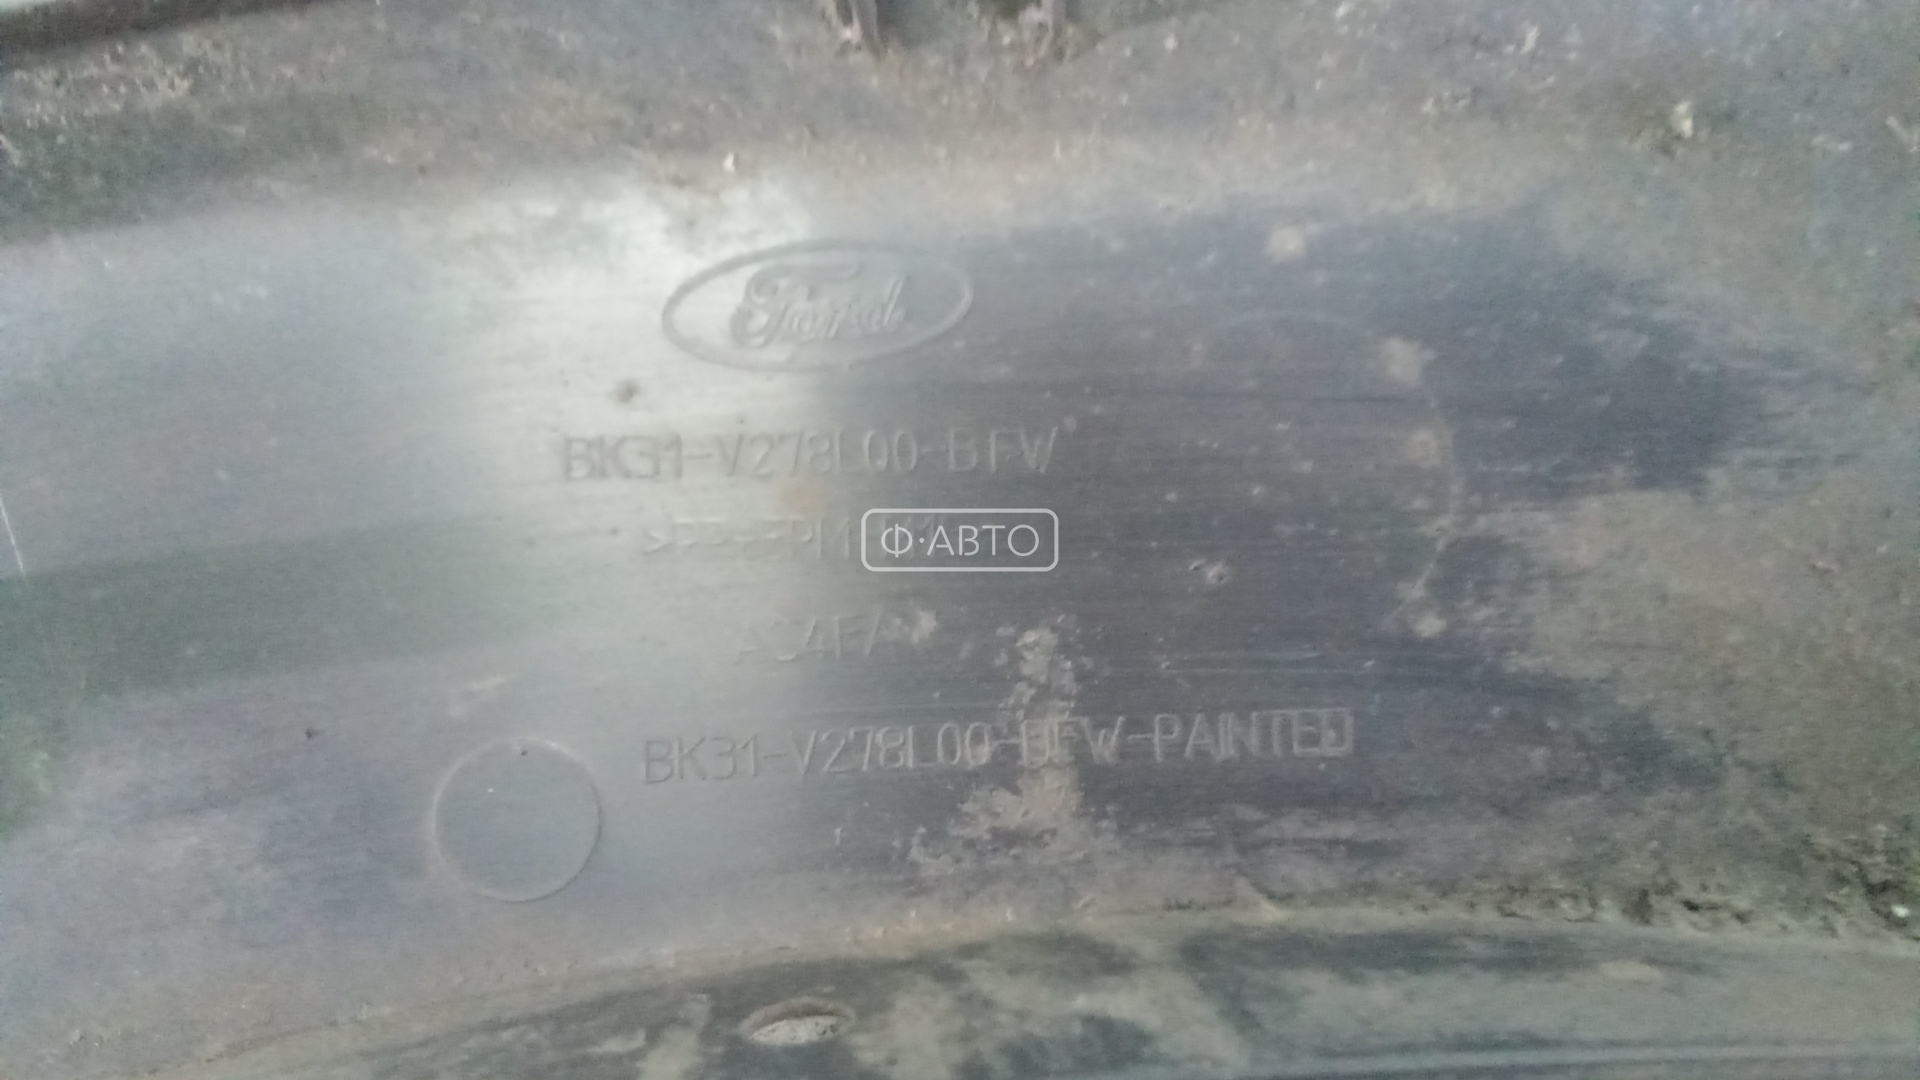 Ford
BK31-V278L00-BFW
Ф·АВТО
BK31-V278L00-BFW-PAINTED